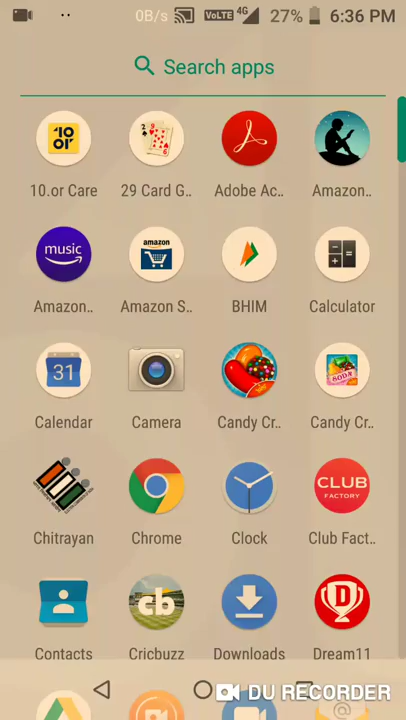 0B/s VoLTE 4G 27% 6:36 PM
Search apps
10.or Care 29 Card G.. Adobe Ac.. Amazon..
music amazon
Amazon.. Amazon S.. BHIM Calculator
31 SODA
Calendar Camera Candy Cr.. Candy Cr..
CLUB
FACTORY
Chitrayan Chrome Clock Club Fact..
cb D
Contacts Cricbuzz Downloads Dream11
DU RECORDER